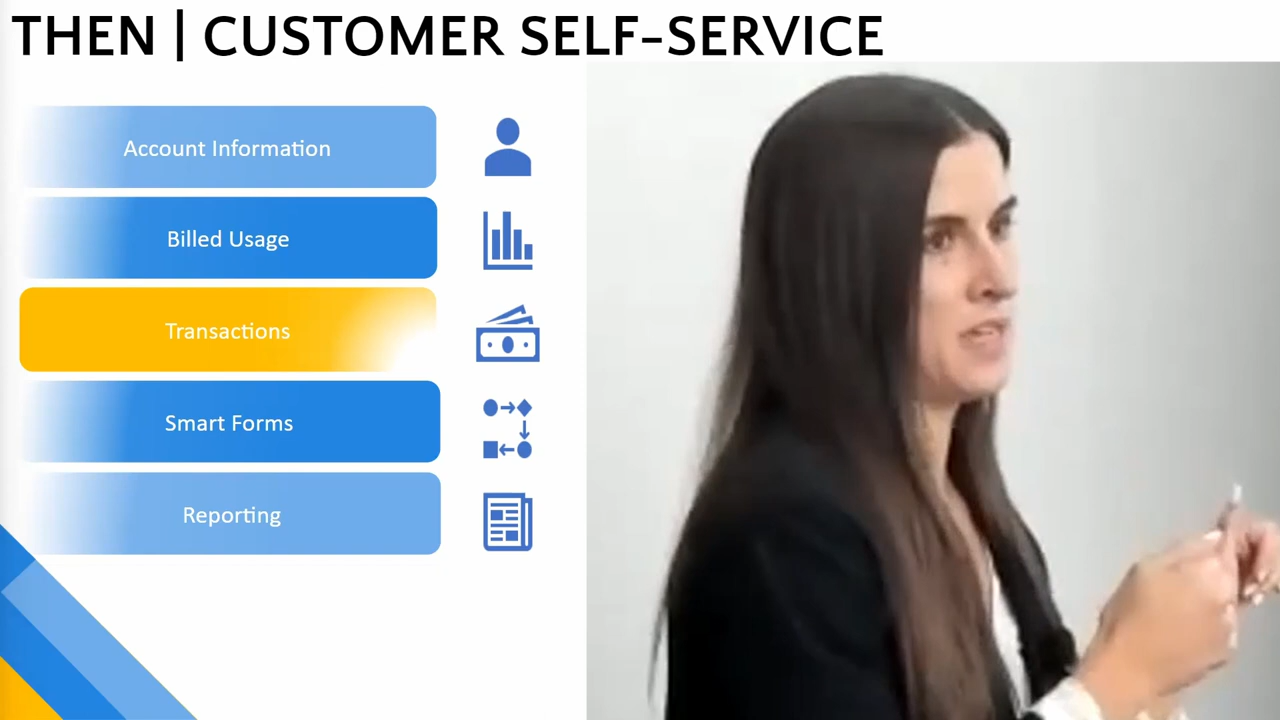 THEN | CUSTOMER SELF-SERVICE
Account Information
Billed Usage
Transactions
Smart Forms
Reporting